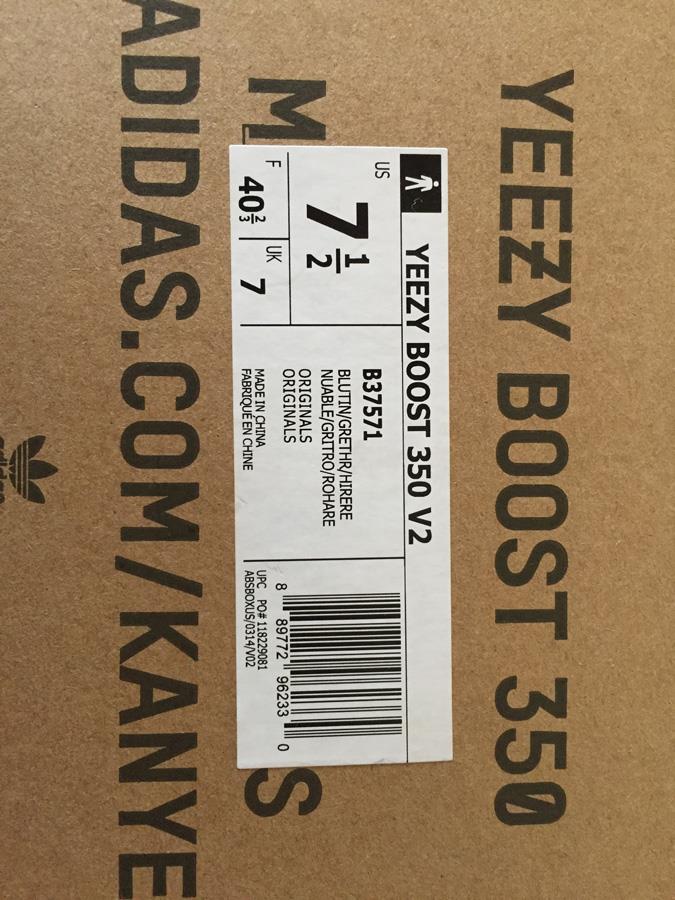 YEEZY BOOST 350
YEEZY BOOST 350 V2
US
7 1/2
F
40 2/3
UK
7
B37571
BLUTIN/GRETHR/HIRERE
NUABLE/GRITRO/ROHARE
ORIGINALS
ORIGINALS
MADE IN CHINA
FABRIQUÉ EN CHINE
8 89772 96233 0
UPC PO# 118229081
ABSBOXUS/0314/V02
M
S
ADIDAS.COM/KANYE
adidas